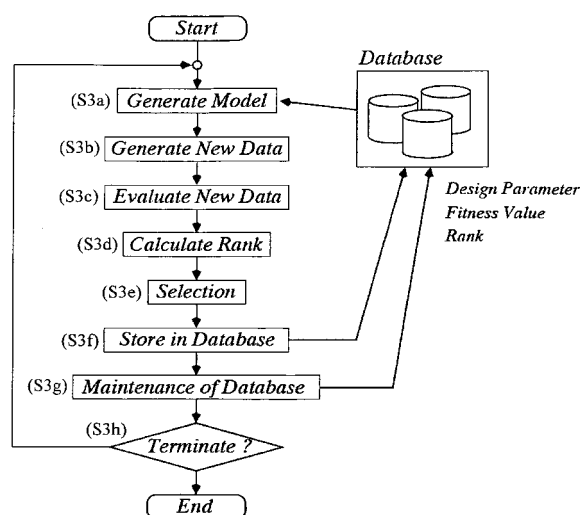 Start
Database
(S3a) Generate Model
(S3b) Generate New Data
(S3c) Evaluate New Data
Design Parameter
Fitness Value
Rank
(S3d) Calculate Rank
(S3e) Selection
(S3f) Store in Database
(S3g) Maintenance of Database
(S3h) Terminate ?
End